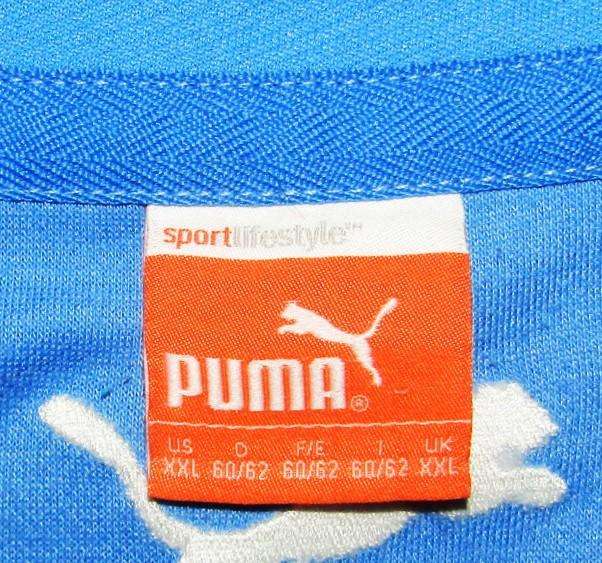 sportlifestyle™
PUMA®
US D F/E I UK
XXL 60/62 60/62 60/62 XXL